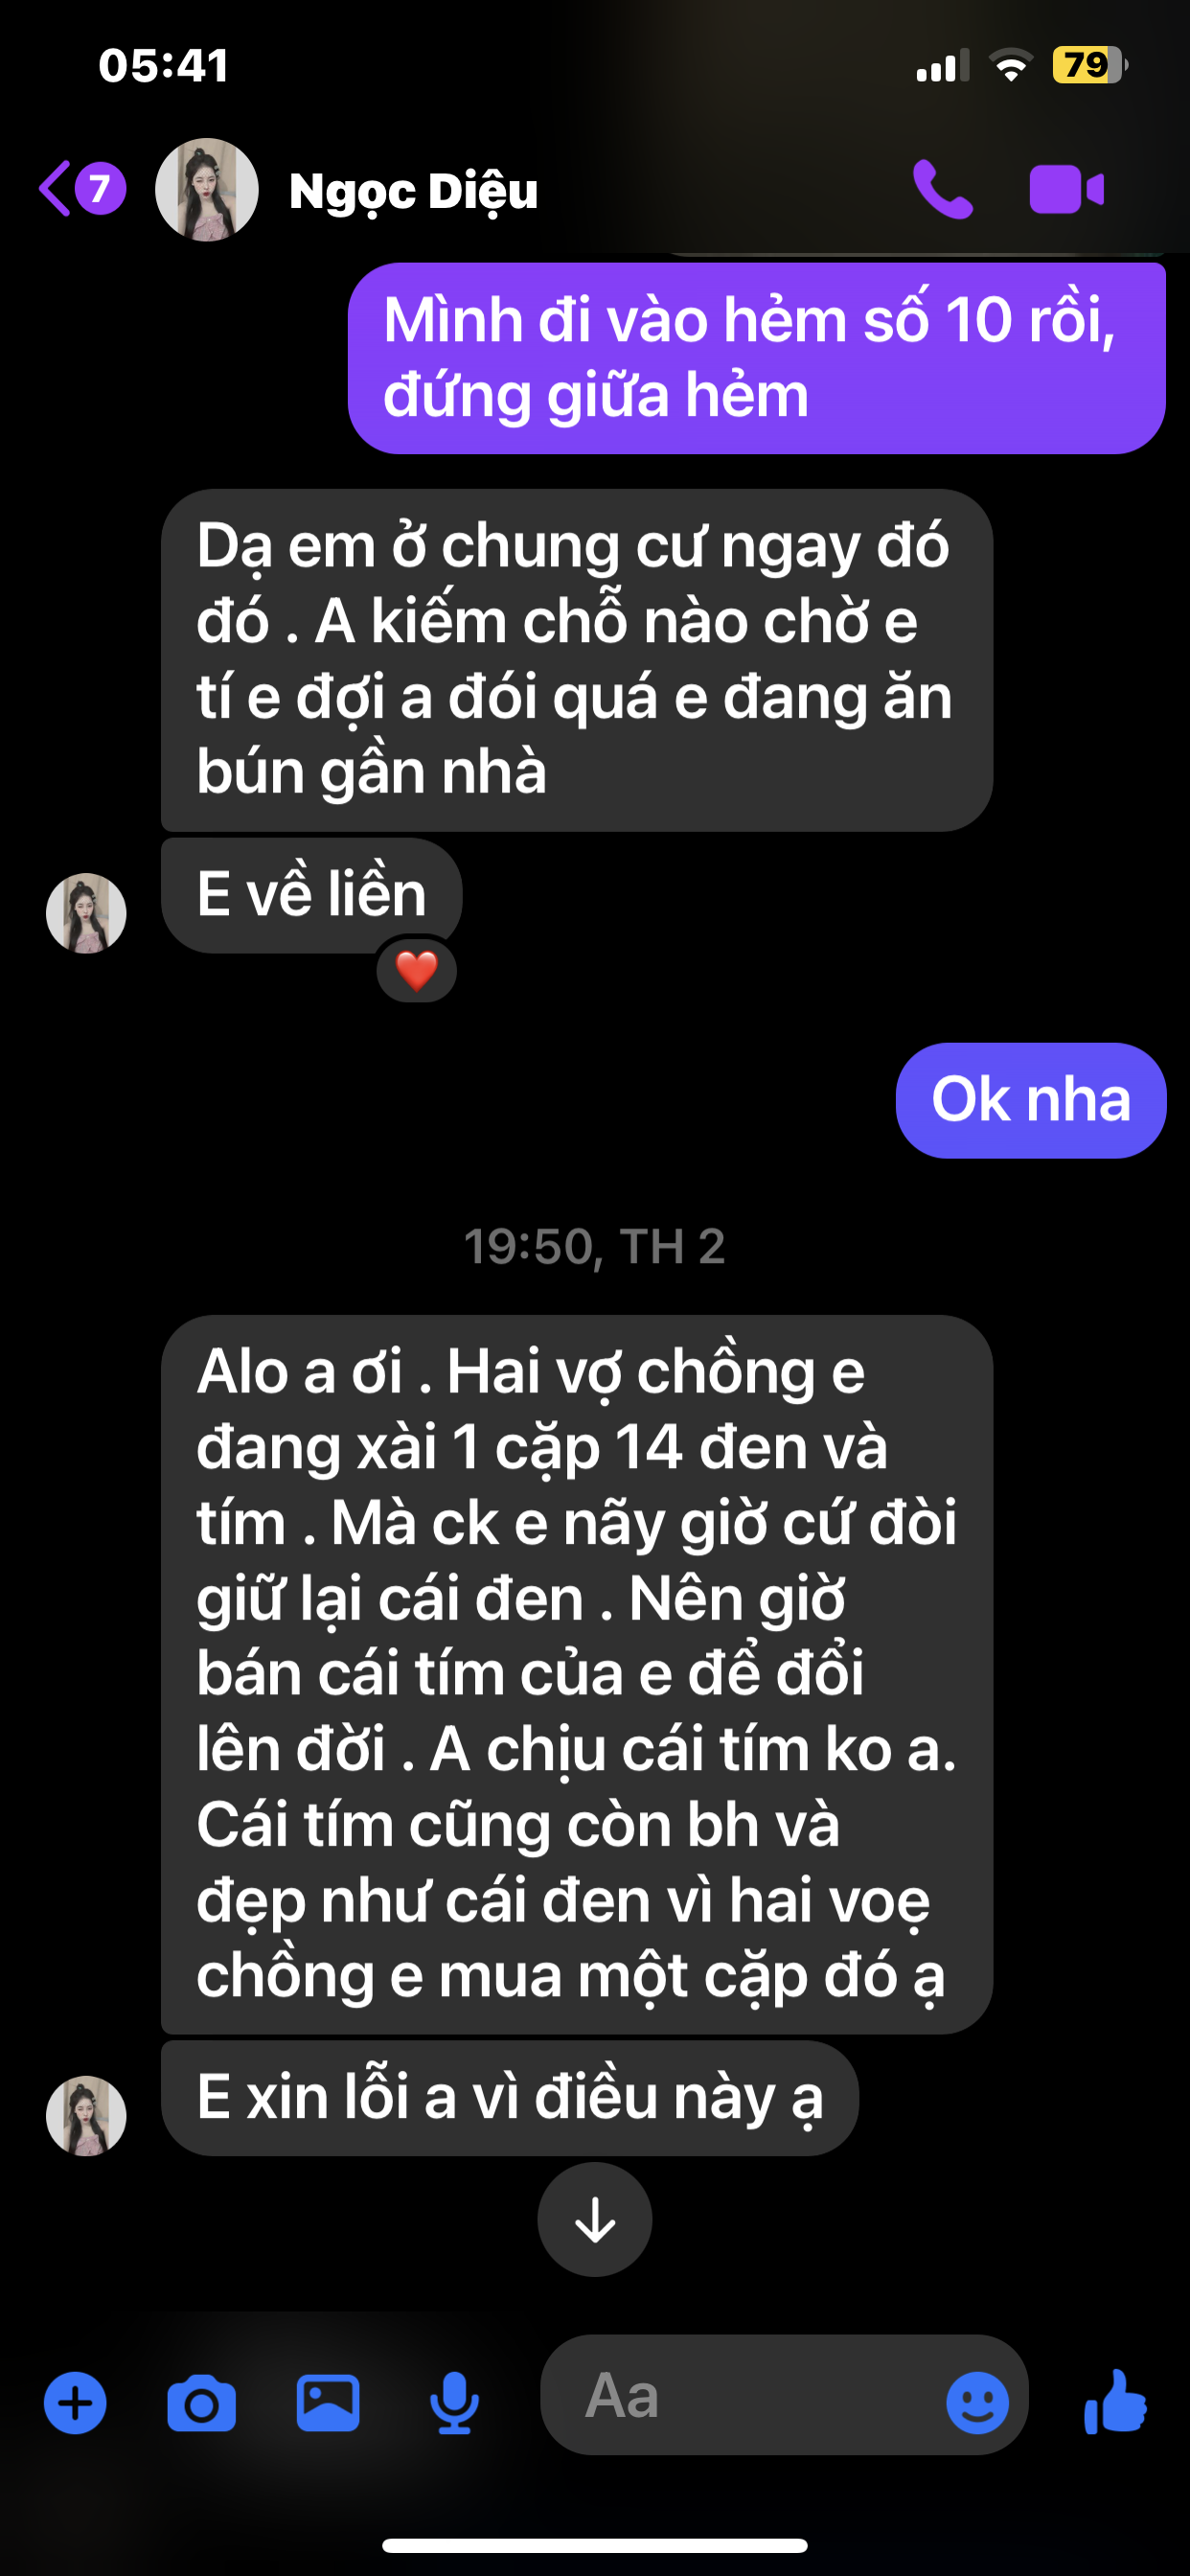 05:41
79
7
Ngọc Diệu
Mình đi vào hẻm số 10 rồi,
đứng giữa hẻm
Dạ em ở chung cư ngay đó
đó . A kiếm chỗ nào chờ e
tí e đợi a đói quá e đang ăn
bún gần nhà
E về liền
Ok nha
19:50, TH 2
Alo a ơi . Hai vợ chồng e
đang xài 1 cặp 14 đen và
tím . Mà ck e nãy giờ cứ đòi
giữ lại cái đen . Nên giờ
bán cái tím của e để đổi
lên đời . A chịu cái tím ko a.
Cái tím cũng còn bh và
đẹp như cái đen vì hai voẹ
chồng e mua một cặp đó ạ
E xin lỗi a vì điều này ạ
Aa